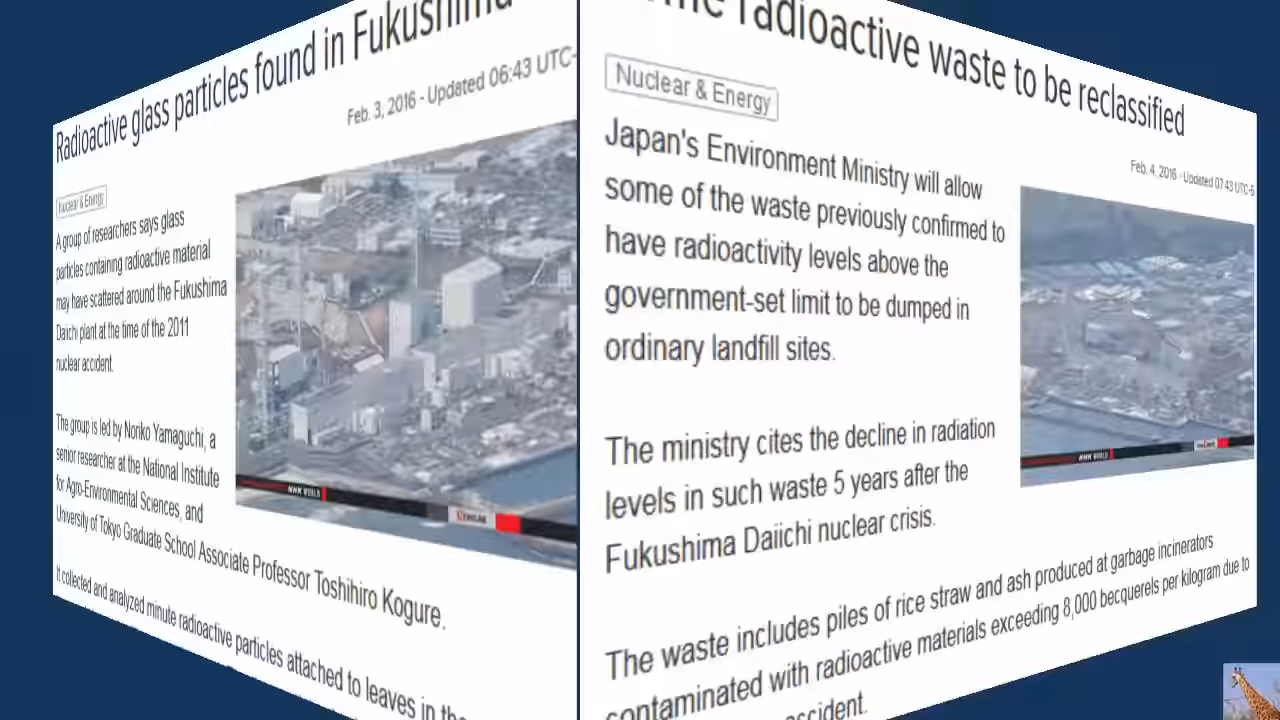 Radioactive glass particles found in Fukushima
Feb. 3, 2016 - Updated 06:43 UTC-
Nuclear & Energy
A group of researchers says glass
particles containing radioactive material
may have scattered around the Fukushima
Daiichi plant at the time of the 2011
nuclear accident.
The group is led by Noriko Yamaguchi, a
senior researcher at the National Institute
for Agro-Environmental Sciences, and
University of Tokyo Graduate School Associate Professor Toshihiro Kogure.
It collected and analyzed minute radioactive particles attached to leaves in the
NHK WORLD
radioactive waste to be reclassified
Feb. 4, 2016 - Updated 07:43 UTC-5
Nuclear & Energy
Japan's Environment Ministry will allow
some of the waste previously confirmed to
have radioactivity levels above the
government-set limit to be dumped in
ordinary landfill sites.
The ministry cites the decline in radiation
levels in such waste 5 years after the
Fukushima Daiichi nuclear crisis.
The waste includes piles of rice straw and ash produced at garbage incinerators
contaminated with radioactive materials exceeding 8,000 becquerels per kilogram due to
accident.
NHK WORLD